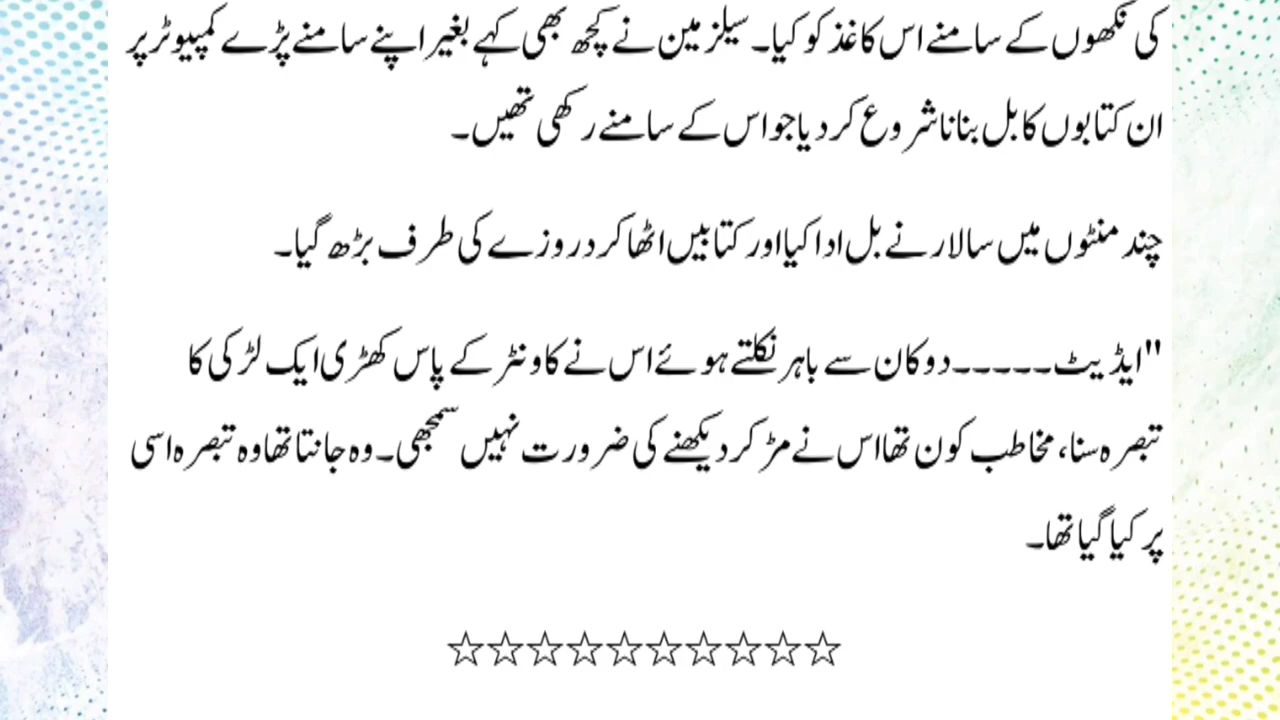 کی نکھوں کے سامنے اس کاغذ کو کیا۔ سیلز مین نے کچھ بھی کہے بغیر اپنے سامنے پڑے کمپیوٹر پر
ان کتابوں کا بل بنانا شروع کر دیا جو اس کے سامنے رکھی تھیں۔
چند منٹوں میں سالار نے بل ادا کیا اور کتابیں اٹھا کر دروزے کی طرف بڑھ گیا۔
"ایڈیٹ۔۔۔۔۔دوکان سے باہر نکلتے ہوئے اس نے کاونٹر کے پاس کھڑی ایک لڑکی کا
تبصرہ سنا، مخاطب کون تھا اس نے مڑ کر دیکھنے کی ضرورت نہیں سمجھی۔ وہ جانتا تھا وہ تبصرہ اسی
پر کیا گیا تھا۔
☆☆☆☆☆☆☆☆☆☆